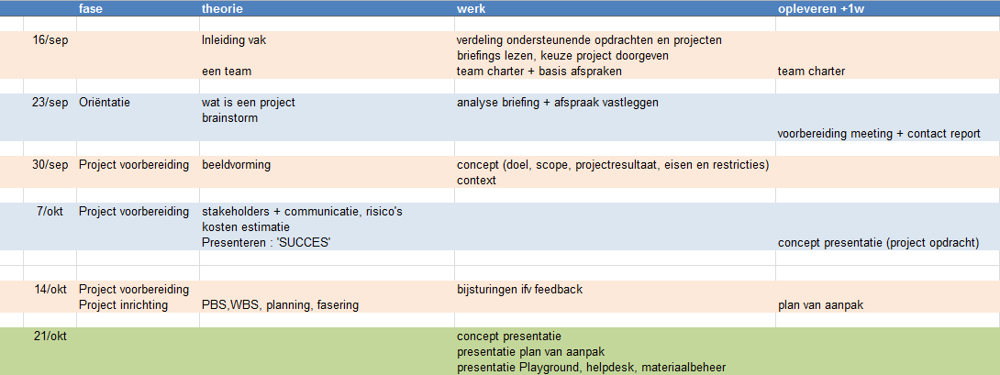 fase theorie werk opleveren +1w
16/sep Inleiding vak verdeling ondersteunende opdrachten en projecten
briefings lezen, keuze project doorgeven
een team team charter + basis afspraken team charter
23/sep Oriëntatie wat is een project analyse briefing + afspraak vastleggen
brainstorm
voorbereiding meeting + contact report
30/sep Project voorbereiding beeldvorming concept (doel, scope, projectresultaat, eisen en restricties)
context
7/okt Project voorbereiding stakeholders + communicatie, risico's
kosten estimatie
Presenteren : 'SUCCES' concept presentatie (project opdracht)
14/okt Project voorbereiding bijsturingen ifv feedback
Project inrichting PBS,WBS, planning, fasering plan van aanpak
21/okt concept presentatie
presentatie plan van aanpak
presentatie Playground, helpdesk, materiaalbeheer